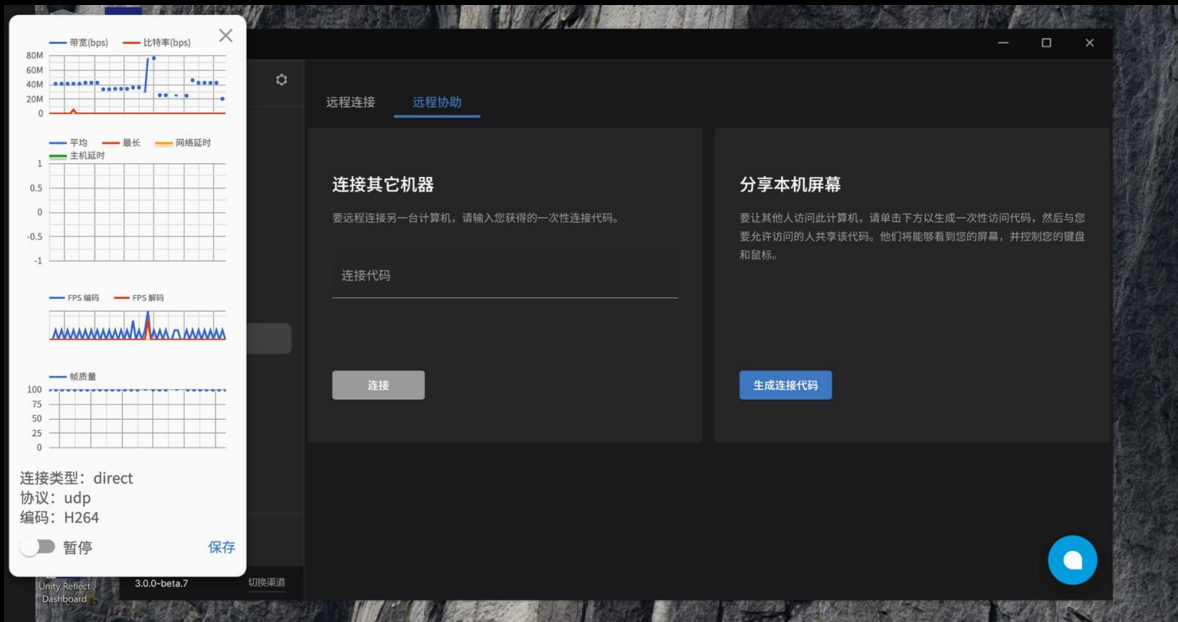 带宽(bps) 比特率(bps)
80M
60M
40M
20M
0
平均 最长 网络延时
主机延时
1
0.5
0
-0.5
-1
FPS 编码 FPS 解码
帧质量
100
75
50
25
0
连接类型：direct
协议：udp
编码：H264
暂停 保存
远程连接 远程协助
连接其它机器
要远程连接另一台计算机，请输入您获得的一次性连接代码。
连接代码
连接
分享本机屏幕
要让其他人访问此计算机，请单击下方以生成一次性访问代码，然后与您
要允许访问的人共享该代码。他们将能够看到您的屏幕，并控制您的键盘
和鼠标。
生成连接代码
Unity Reflect
Dashboard
3.0.0-beta.7 切换渠道